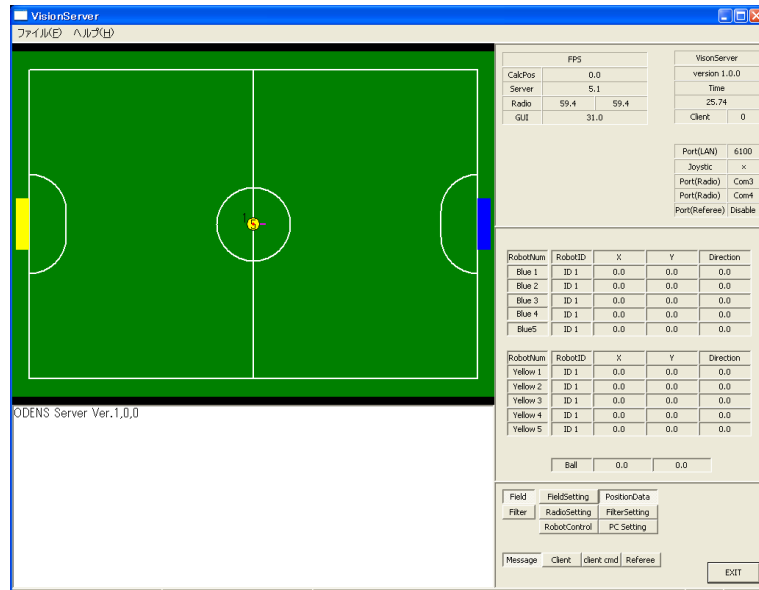 VisionServer
ファイル(F) ヘルプ(H)
FPS
CalcPos 0.0
Server 5.1
Radio 59.4 59.4
GUI 31.0
VisonServer
version 1.0.0
Time
25.74
Client 0
Port(LAN) 6100
Joystic ×
Port(Radio) Com3
Port(Radio) Com4
Port(Referee) Disable
1
RobotNum RobotID X Y Direction
Blue 1 ID 1 0.0 0.0 0.0
Blue 2 ID 1 0.0 0.0 0.0
Blue 3 ID 1 0.0 0.0 0.0
Blue 4 ID 1 0.0 0.0 0.0
Blue5 ID 1 0.0 0.0 0.0
RobotNum RobotID X Y Direction
Yellow 1 ID 1 0.0 0.0 0.0
Yellow 2 ID 1 0.0 0.0 0.0
Yellow 3 ID 1 0.0 0.0 0.0
Yellow 4 ID 1 0.0 0.0 0.0
Yellow 5 ID 1 0.0 0.0 0.0
Ball 0.0 0.0
ODENS Server Ver.1,0,0
Field FieldSetting PositionData
Filter RadioSetting FilterSetting
RobotControl PC Setting
Message Client client cmd Referee
EXIT